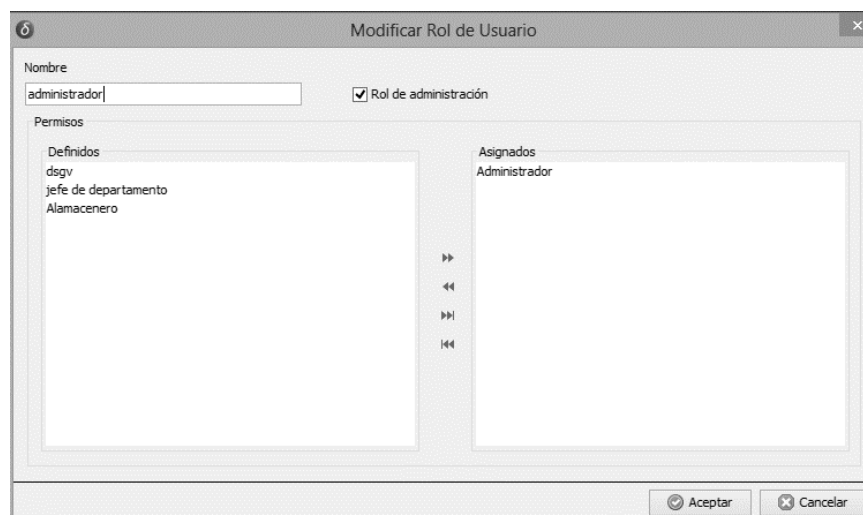 δ Modificar Rol de Usuario
Nombre
administrador
Rol de administración
Permisos
Definidos
Asignados
dsgv
Administrador
jefe de departamento
Alamacenero
Aceptar
Cancelar